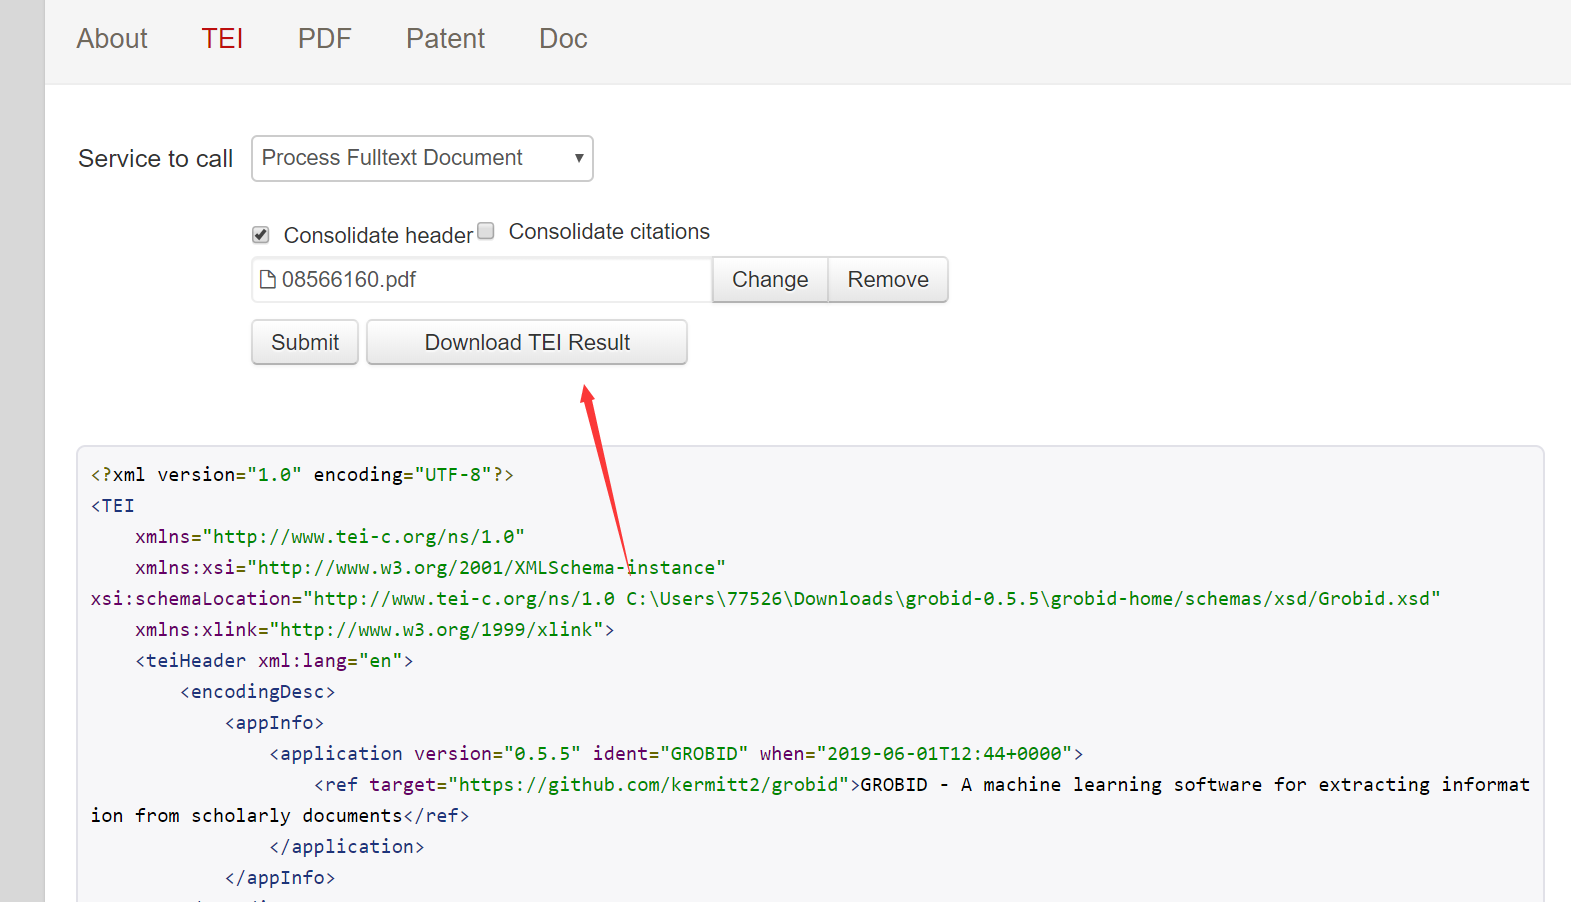 About TEI PDF Patent Doc
Service to call Process Fulltext Document
Consolidate header Consolidate citations
08566160.pdf Change Remove
Submit Download TEI Result
<?xml version="1.0" encoding="UTF-8"?>
<TEI
xmlns="http://www.tei-c.org/ns/1.0"
xmlns:xsi="http://www.w3.org/2001/XMLSchema-instance"
xsi:schemaLocation="http://www.tei-c.org/ns/1.0 C:\Users\77526\Downloads\grobid-0.5.5\grobid-home/schemas/xsd/Grobid.xsd"
xmlns:xlink="http://www.w3.org/1999/xlink">
<teiHeader xml:lang="en">
<encodingDesc>
<appInfo>
<application version="0.5.5" ident="GROBID" when="2019-06-01T12:44+0000">
<ref target="https://github.com/kermitt2/grobid">GROBID - A machine learning software for extracting informat
ion from scholarly documents</ref>
</application>
</appInfo>